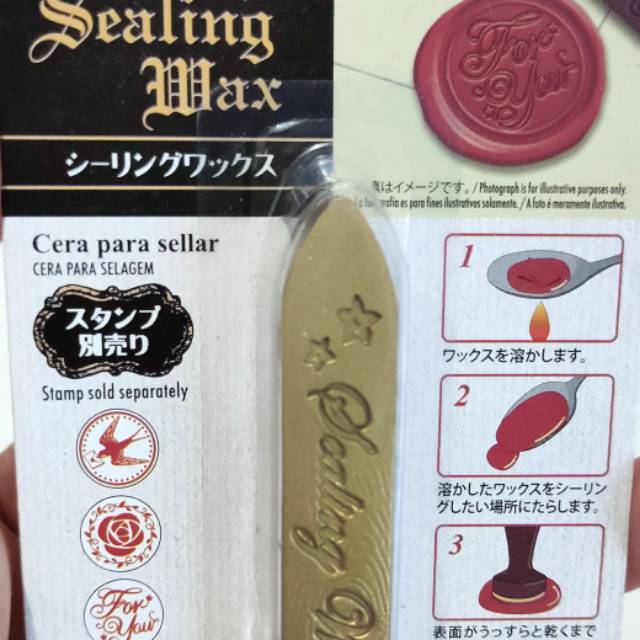 Sealing
Wax
シーリングワックス
For
You
真はイメージです。/ Photograph is for illustrative purposes only.
fotografía es para fines ilustrativos solamente. / A foto é meramente ilustrativa.
Cera para sellar
CERA PARA SELAGEM
スタンプ
別売り
Stamp sold separately
For
You
Sealing
1
ワックスを溶かします。
2
溶かしたワックスをシーリン
グしたい場所にたらします。
3
表面がうっすらと乾くまで